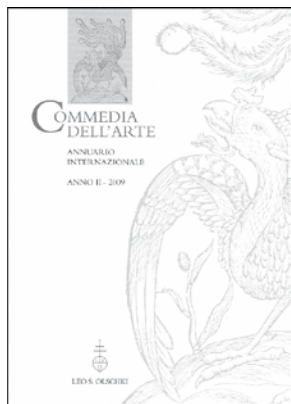 COMMEDIA
DELL'ARTE
ANNUARIO
INTERNAZIONALE
ANNO II - 2009
LEO S. OLSCHKI